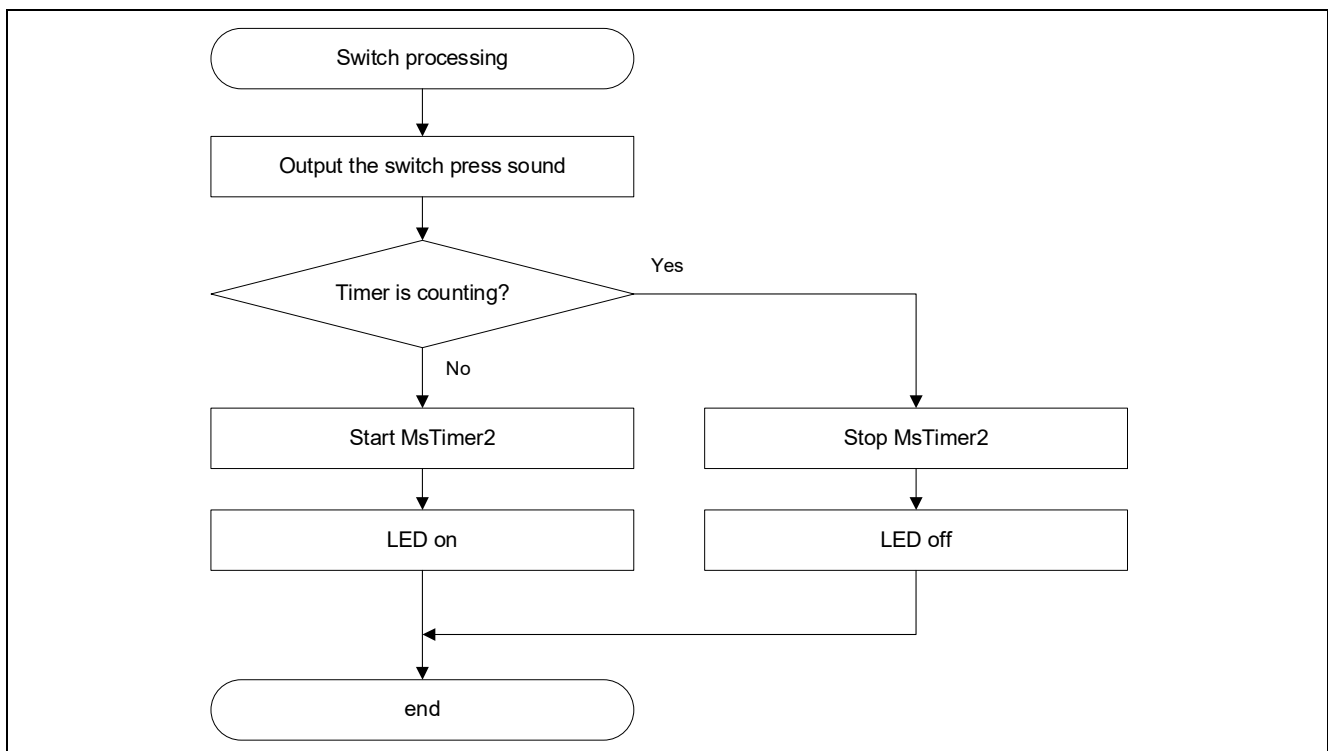 Switch processing
Output the switch press sound
Timer is counting?
Yes
No
Start MsTimer2
Stop MsTimer2
LED on
LED off
end